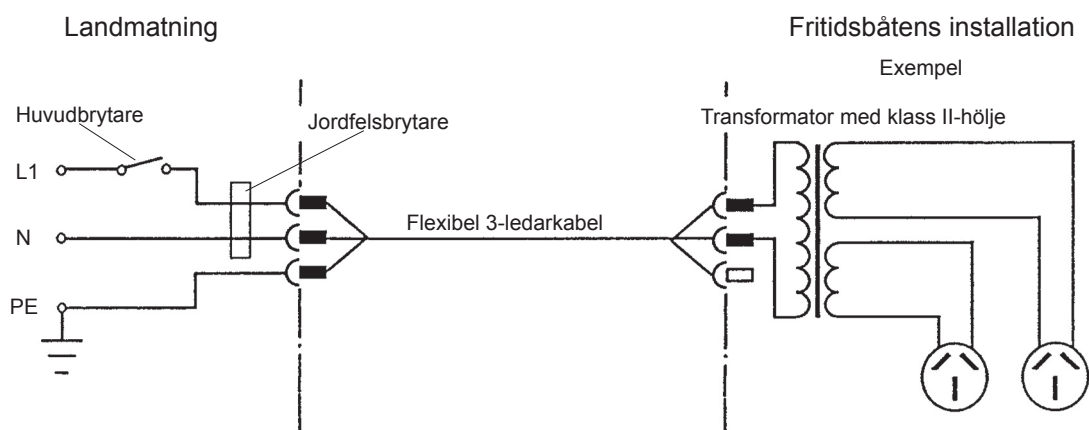 Landmatning
Fritidsbåtens installation
Exempel
Huvudbrytare
Jordfelsbrytare
Transformator med klass II-hölje
L1
N
Flexibel 3-ledarkabel
PE